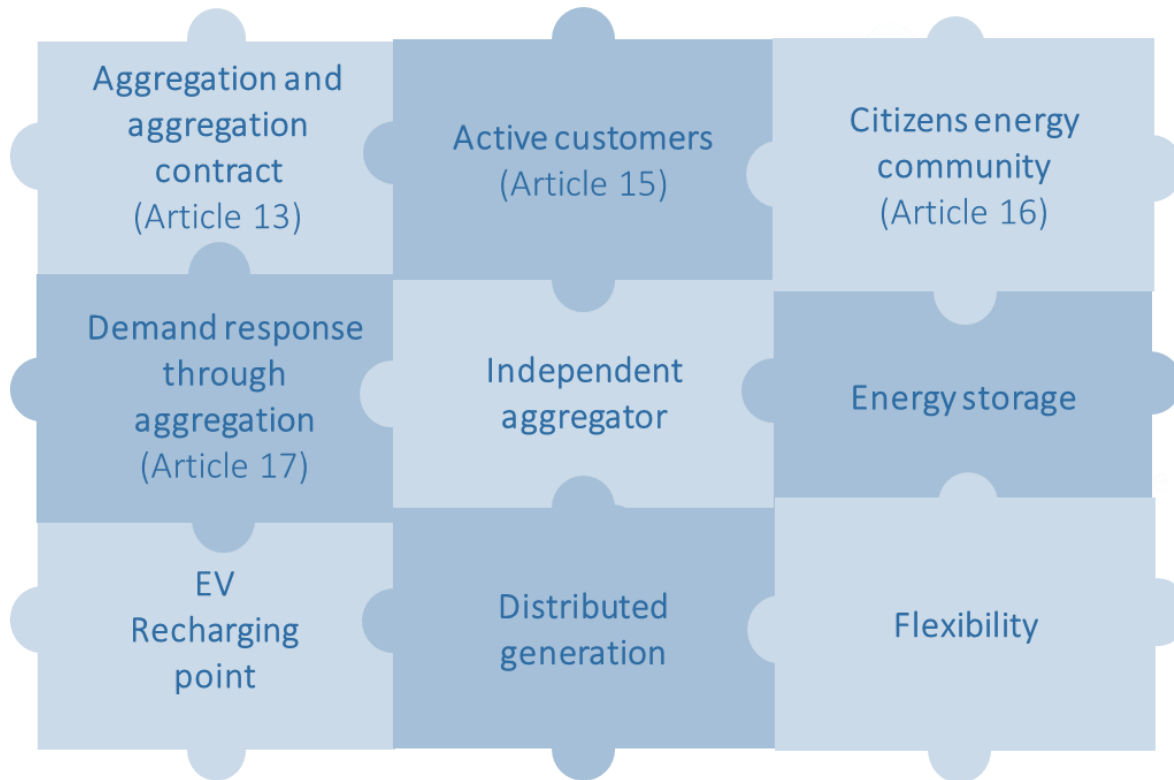 Aggregation and
aggregation
contract
(Article 13)
Active customers
(Article 15)
Citizens energy
community
(Article 16)
Demand response
through
aggregation
(Article 17)
Independent
aggregator
Energy storage
EV
Recharging
point
Distributed
generation
Flexibility